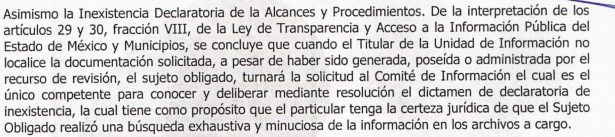 Asimismo la Inexistencia Declaratoria de la Alcances y Procedimientos. De la interpretación de los
artículos 29 y 30, fracción VIII, de la Ley de Transparencia y Acceso a la Información Pública del
Estado de México y Municipios, se concluye que cuando el Titular de la Unidad de Información no
localice la documentación solicitada, a pesar de haber sido generada, poseída o administrada por el
recurso de revisión, el sujeto obligado, turnará la solicitud al Comité de Información el cual es el
único competente para conocer y deliberar mediante resolución el dictamen de declaratoria de
inexistencia, la cual tiene como propósito que el particular tenga la certeza jurídica de que el Sujeto
Obligado realizó una búsqueda exhaustiva y minuciosa de la información en los archivos a cargo.